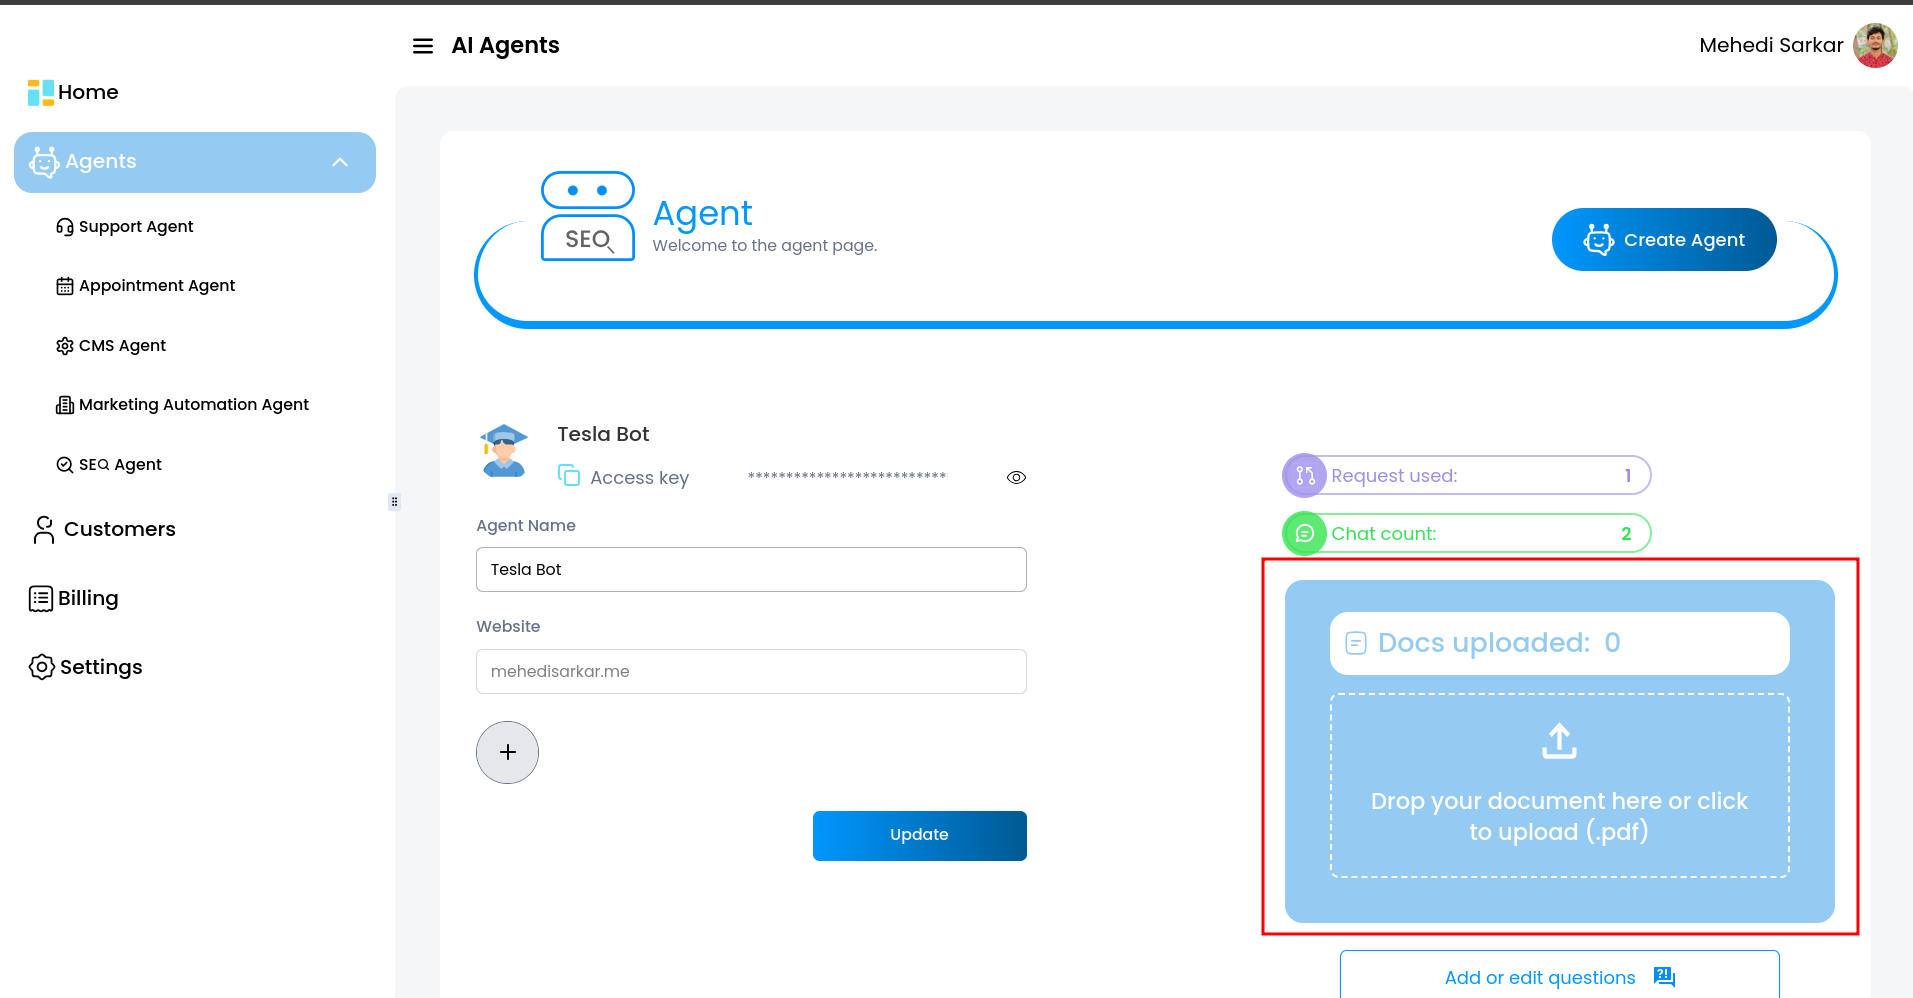 AI Agents
Mehedi Sarkar
Home
Agents
Support Agent
Appointment Agent
CMS Agent
Marketing Automation Agent
SEO Agent
Customers
Billing
Settings
SEO
Agent
Welcome to the agent page.
Create Agent
Tesla Bot
Access key **************************
Agent Name
Tesla Bot
Website
mehedisarkar.me
+
Update
Request used: 1
Chat count: 2
Docs uploaded: 0
Drop your document here or click
to upload (.pdf)
Add or edit questions
?!